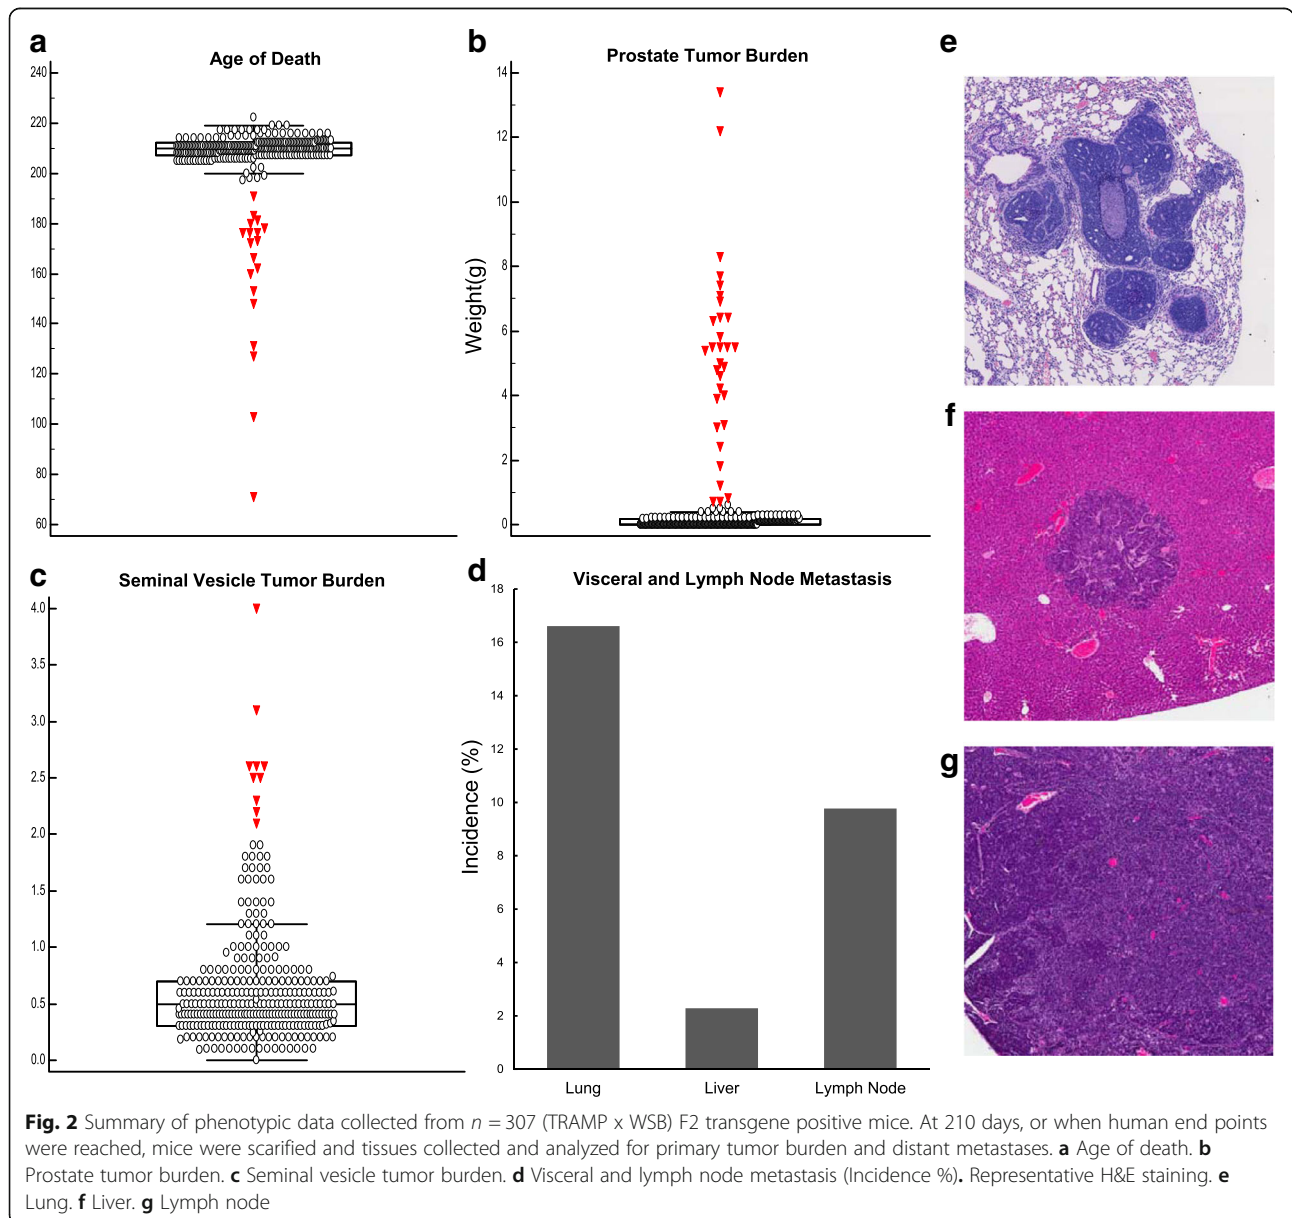 a
Age of Death
240
220
200
180
160
140
120
100
80
60
b
Prostate Tumor Burden
Weight(g)
14
12
10
8
6
4
2
0
c
Seminal Vesicle Tumor Burden
4.0
3.5
3.0
2.5
2.0
1.5
1.0
0.5
0.0
d
Visceral and Lymph Node Metastasis
Incidence (%)
18
16
14
12
10
8
6
4
2
0
Lung Liver Lymph Node
e
f
g
Fig. 2 Summary of phenotypic data collected from n = 307 (TRAMP x WSB) F2 transgene positive mice. At 210 days, or when human end points
were reached, mice were scarified and tissues collected and analyzed for primary tumor burden and distant metastases. a Age of death. b
Prostate tumor burden. c Seminal vesicle tumor burden. d Visceral and lymph node metastasis (Incidence %). Representative H&E staining. e
Lung. f Liver. g Lymph node